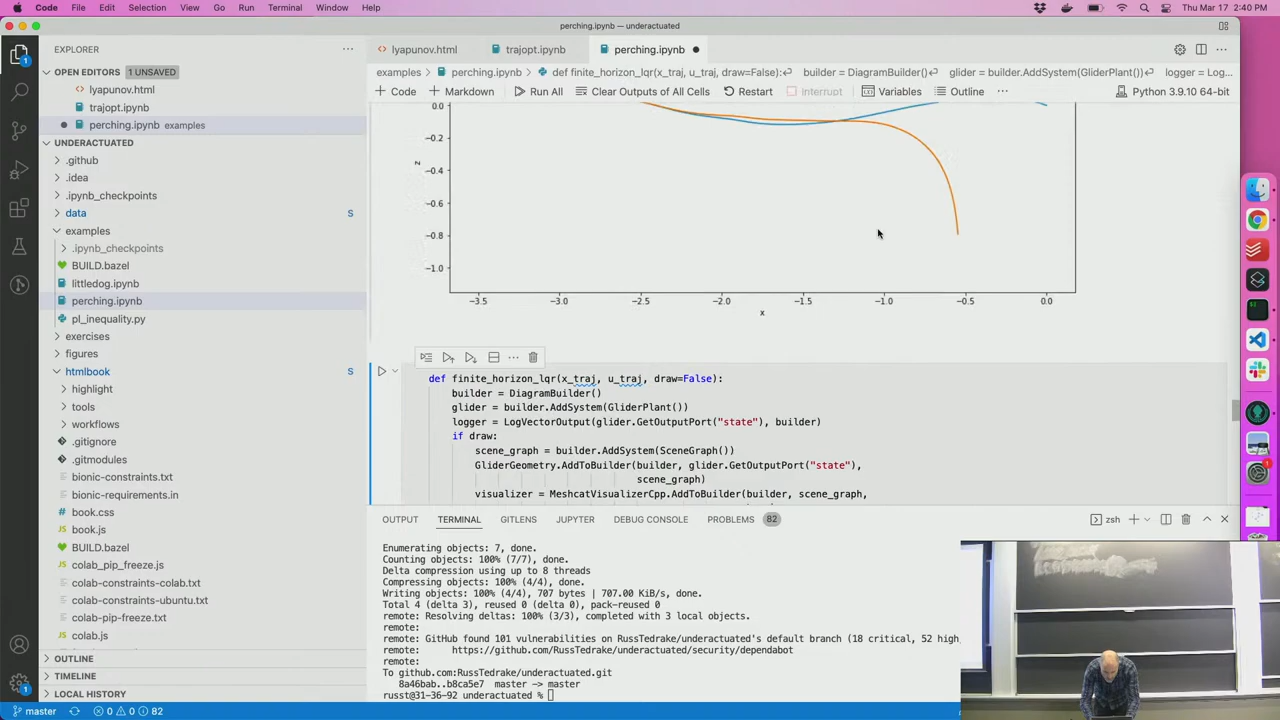 Code File Edit Selection View Go Run Terminal Window Help
Thu Mar 17 2:40 PM
perching.ipynb — underactuated
EXPLORER
lyapunov.html
trajopt.ipynb
perching.ipynb
OPEN EDITORS 1 UNSAVED
lyapunov.html
trajopt.ipynb
perching.ipynb examples
UNDERACTUATED
.github
.idea
.ipynb_checkpoints
data S
examples
.ipynb_checkpoints
BUILD.bazel
littledog.ipynb
perching.ipynb
pl_inequality.py
exercises
figures
htmlbook S
highlight
tools
workflows
.gitignore
.gitmodules
bionic-constraints.txt
bionic-requirements.in
book.css
book.js
BUILD.bazel
colab_pip_freeze.js
colab-constraints-colab.txt
colab-constraints-ubuntu.txt
colab-pip-freeze.txt
colab.js
OUTLINE
TIMELINE
LOCAL HISTORY
master 0 0 82
examples > perching.ipynb > def finite_horizon_lqr(x_traj, u_traj, draw=False):↵ builder = DiagramBuilder()↵ glider = builder.AddSystem(GliderPlant())↵ logger = Log...
+ Code + Markdown Run All Clear Outputs of All Cells Restart Interrupt Variables Outline ... Python 3.9.10 64-bit
0.0
−0.2
−0.4
−0.6
−0.8
−1.0
z
−3.5 −3.0 −2.5 −2.0 −1.5 −1.0 −0.5 0.0
x
def finite_horizon_lqr(x_traj, u_traj, draw=False):
builder = DiagramBuilder()
glider = builder.AddSystem(GliderPlant())
logger = LogVectorOutput(glider.GetOutputPort("state"), builder)
if draw:
scene_graph = builder.AddSystem(SceneGraph())
GliderGeometry.AddToBuilder(builder, glider.GetOutputPort("state"),
scene_graph)
visualizer = MeshcatVisualizerCpp.AddToBuilder(builder, scene_graph,
OUTPUT TERMINAL GITLENS JUPYTER DEBUG CONSOLE PROBLEMS 82
zsh
Enumerating objects: 7, done.
Counting objects: 100% (7/7), done.
Delta compression using up to 8 threads
Compressing objects: 100% (4/4), done.
Writing objects: 100% (4/4), 707 bytes | 707.00 KiB/s, done.
Total 4 (delta 3), reused 0 (delta 0), pack-reused 0
remote: Resolving deltas: 100% (3/3), completed with 3 local objects.
remote:
remote: GitHub found 101 vulnerabilities on RussTedrake/underactuated's default branch (18 critical, 52 high,
remote: https://github.com/RussTedrake/underactuated/security/dependabot
remote:
To github.com:RussTedrake/underactuated.git
8a46bab..b8ca5e7 master -> master
russt@31-36-92 underactuated %